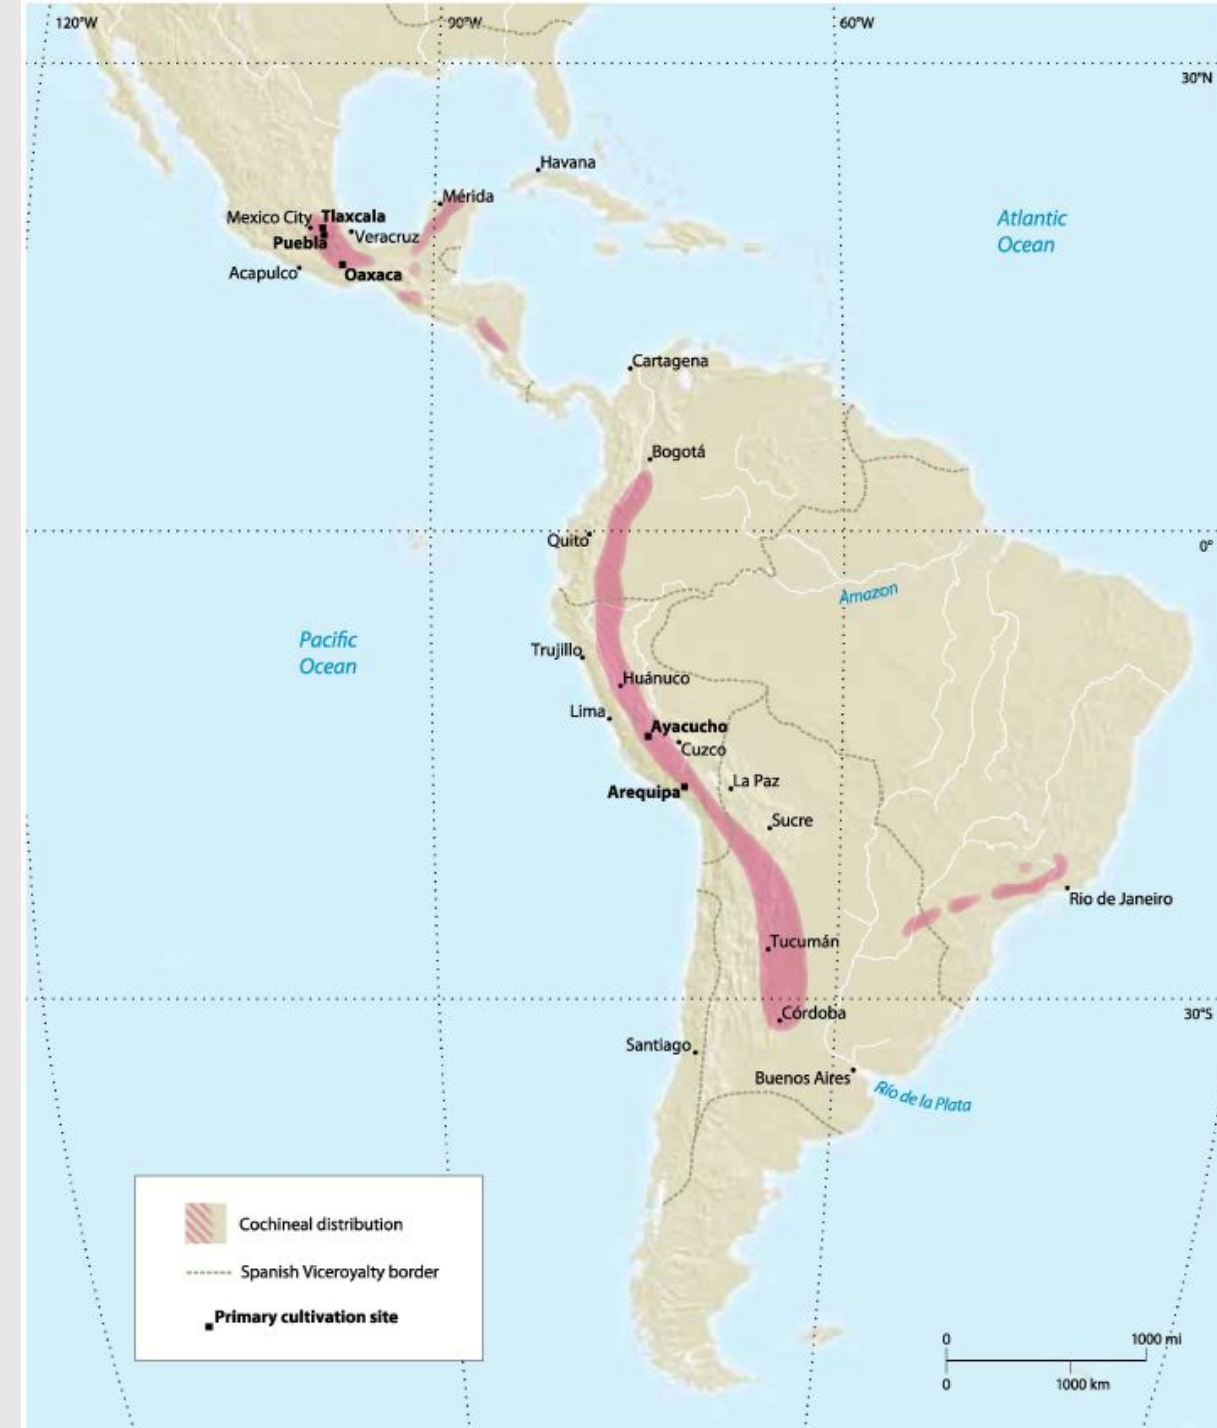 120°W
90°W
60°W
30°N
Havana
Mérida
Mexico City
Tlaxcala
Puebla
Veracruz
Acapulco
Oaxaca
Atlantic
Ocean
Cartagena
Bogotá
Quito
0°
Amazon
Pacific
Ocean
Trujillo
Huánuco
Lima
Ayacucho
Cuzco
Arequipa
La Paz
Sucre
Rio de Janeiro
Tucumán
Córdoba
30°S
Santiago
Buenos Aires
Río de la Plata
Cochineal distribution
Spanish Viceroyalty border
Primary cultivation site
0 1000 mi
0 1000 km